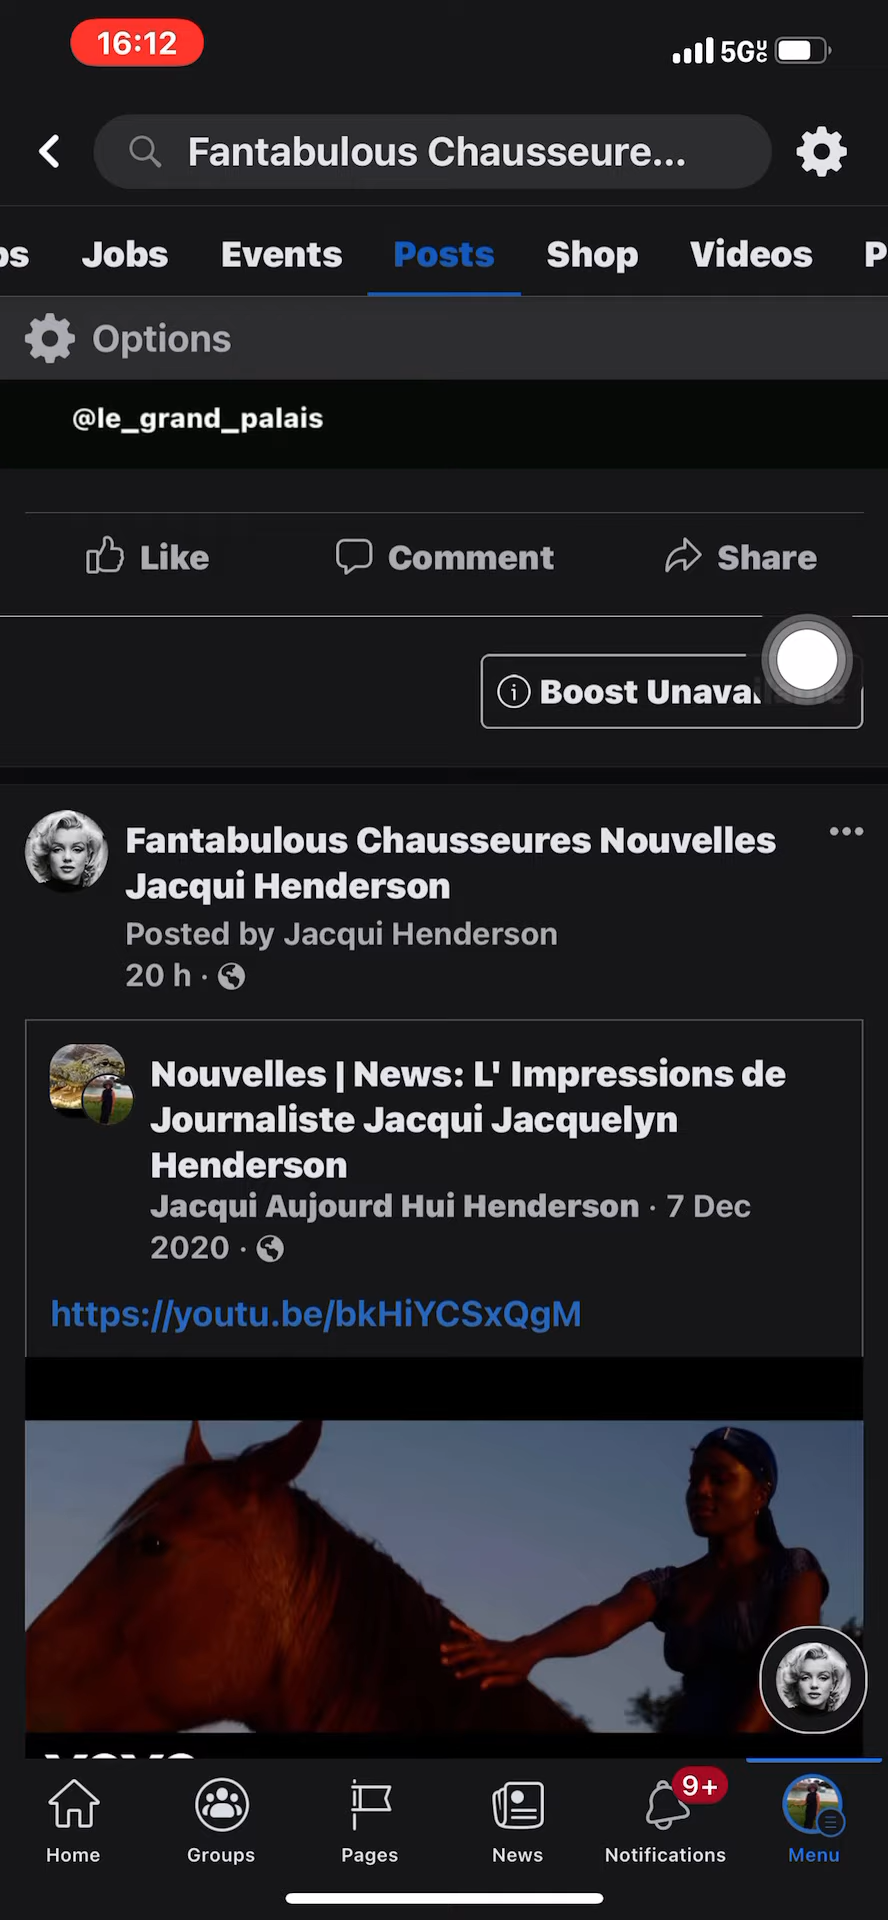 16:12
5G UC
Fantabulous Chausseure...
Jobs Events Posts Shop Videos
Options
@le_grand_palais
Like Comment Share
Boost
Fantabulous Chausseures Nouvelles
Jacqui Henderson
Posted by Jacqui Henderson
20 h ·
Nouvelles | News: L' Impressions de
Journaliste Jacqui Jacquelyn
Henderson
Jacqui Aujourd Hui Henderson · 7 Dec
2020 ·
https://youtu.be/bkHiYCSxQgM
9+
Home Groups Pages News Notifications Menu